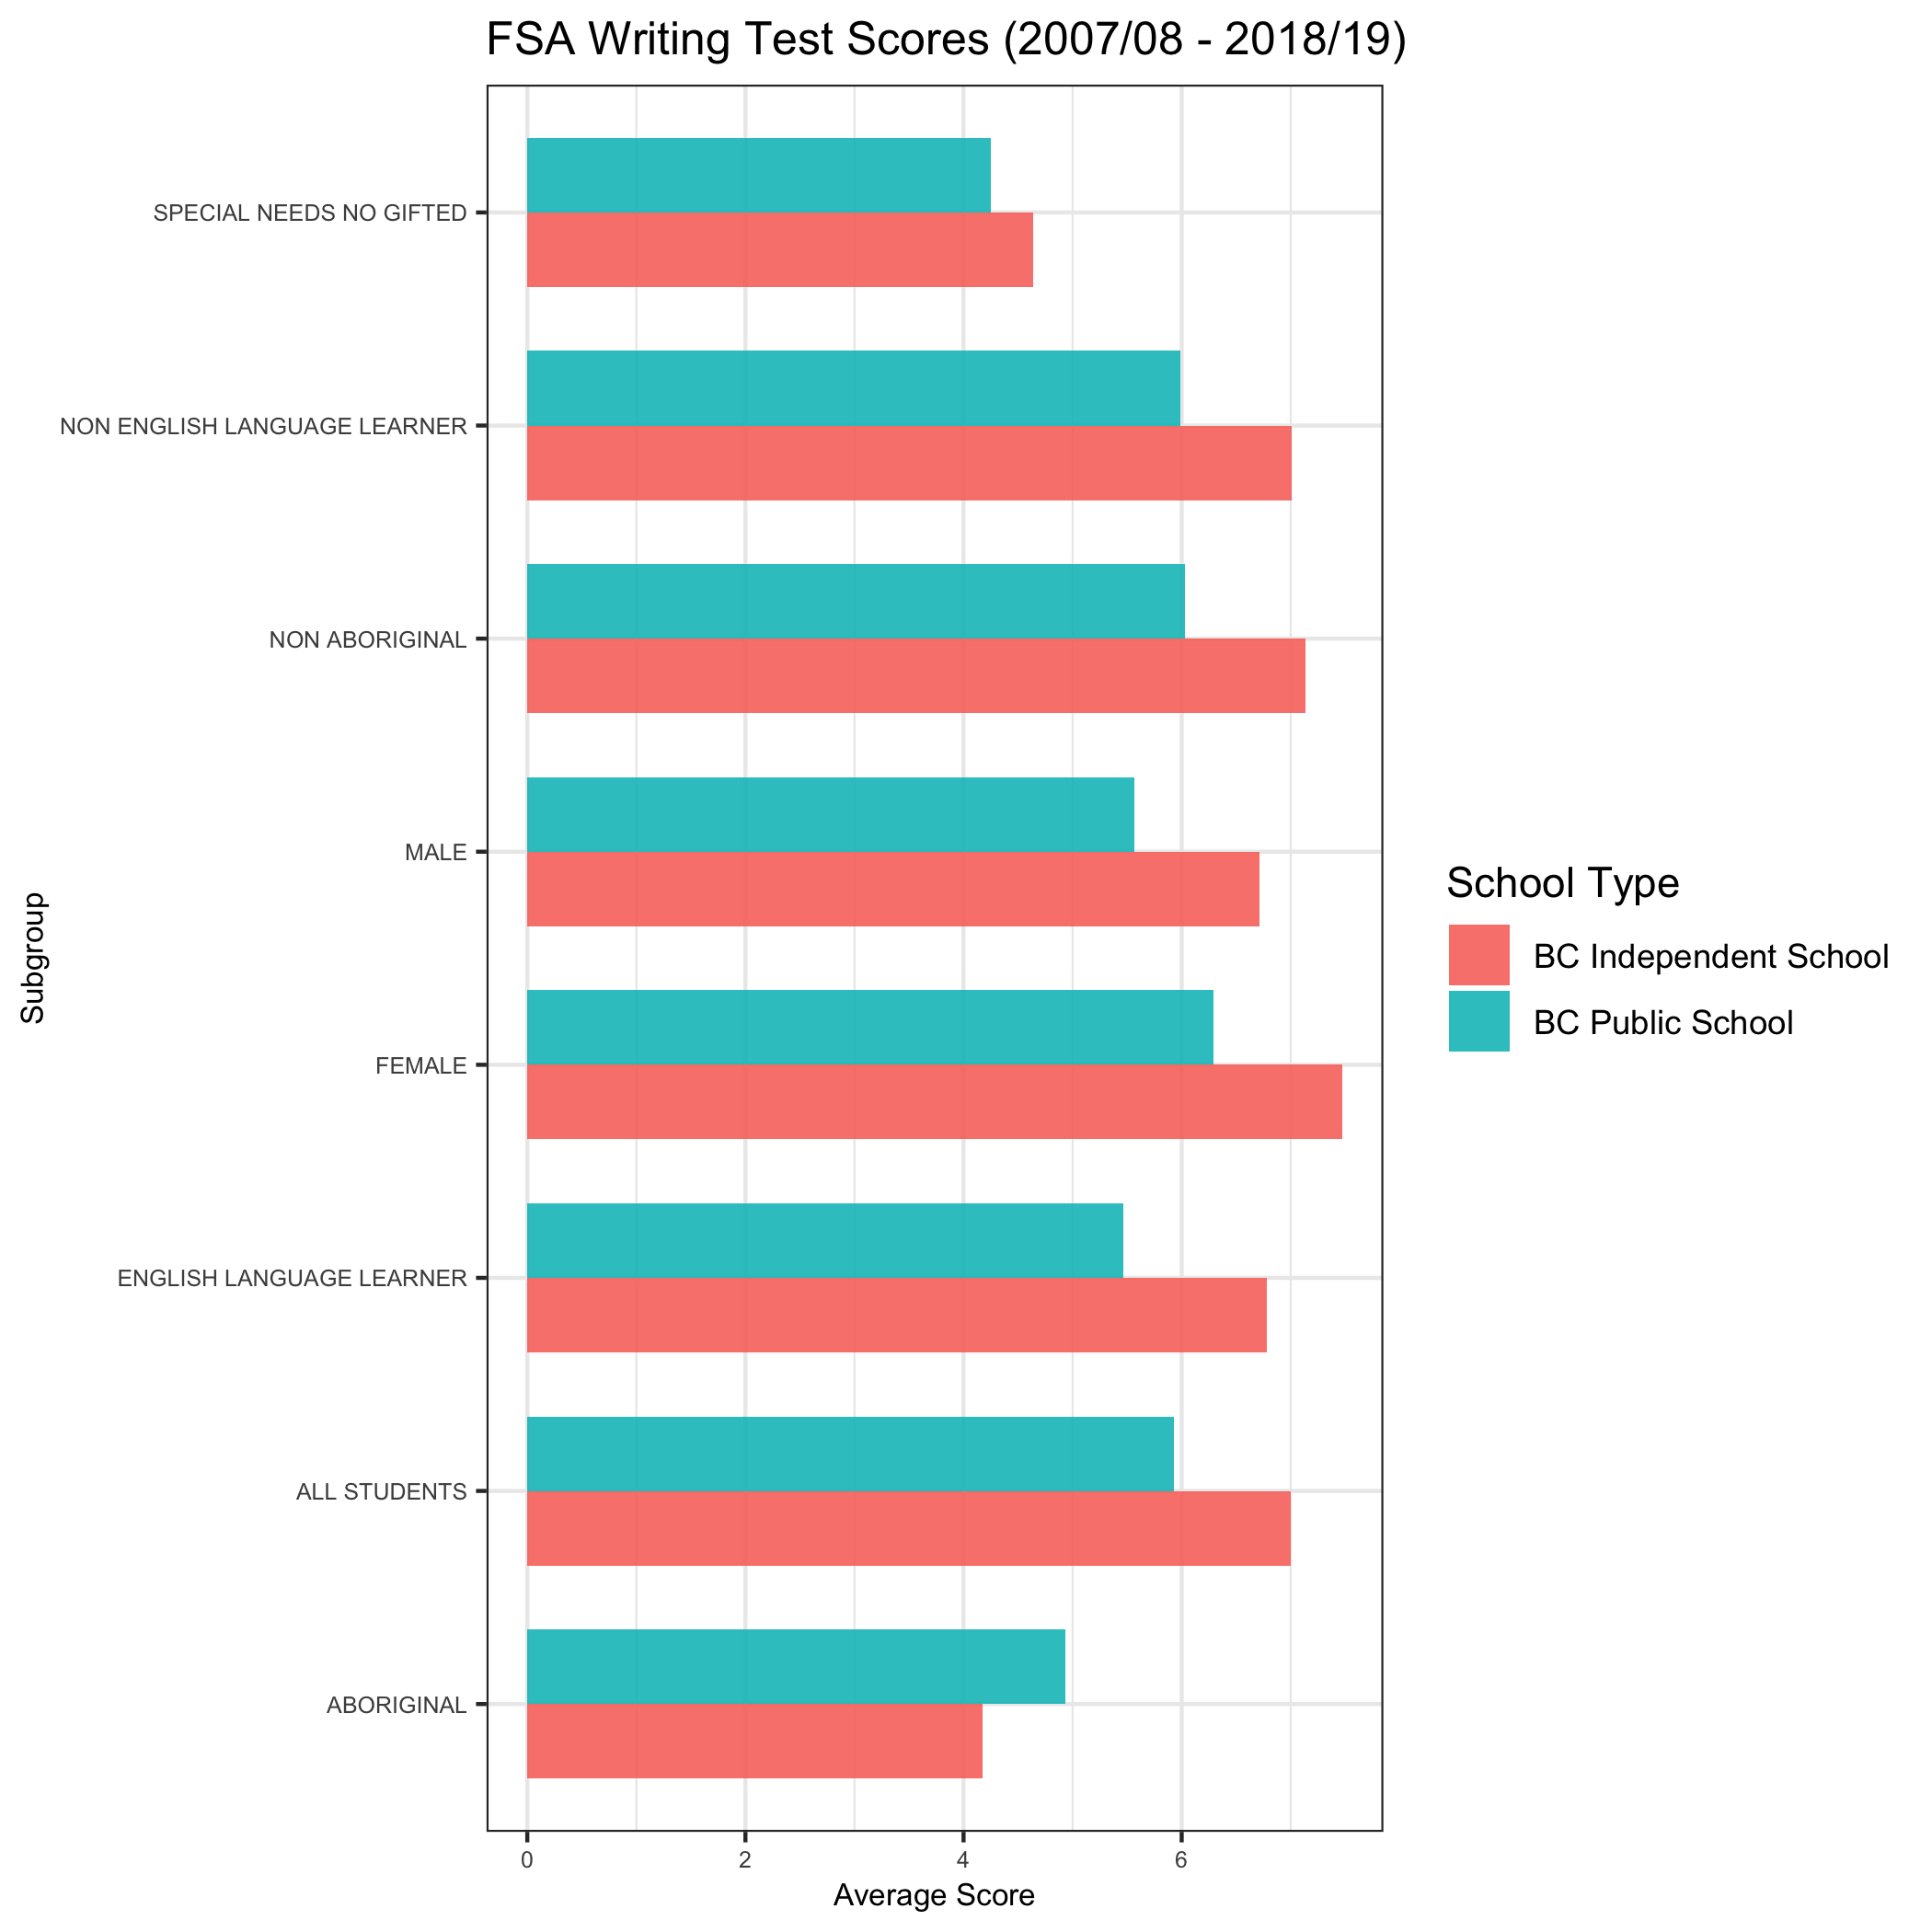 FSA Writing Test Scores (2007/08 - 2018/19)
Subgroup
SPECIAL NEEDS NO GIFTED
NON ENGLISH LANGUAGE LEARNER
NON ABORIGINAL
MALE
FEMALE
ENGLISH LANGUAGE LEARNER
ALL STUDENTS
ABORIGINAL
0 2 4 6
Average Score
School Type
BC Independent School
BC Public School